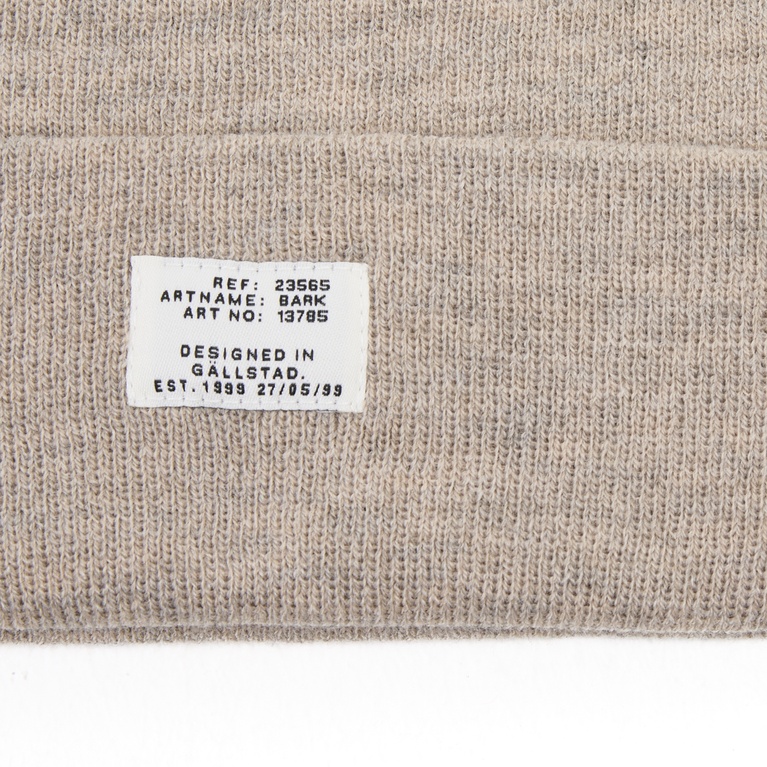 REF: 23565
ARTNAME: BARK
ART NO: 13785
DESIGNED IN
GÄLLSTAD.
EST. 1999 27/05/99